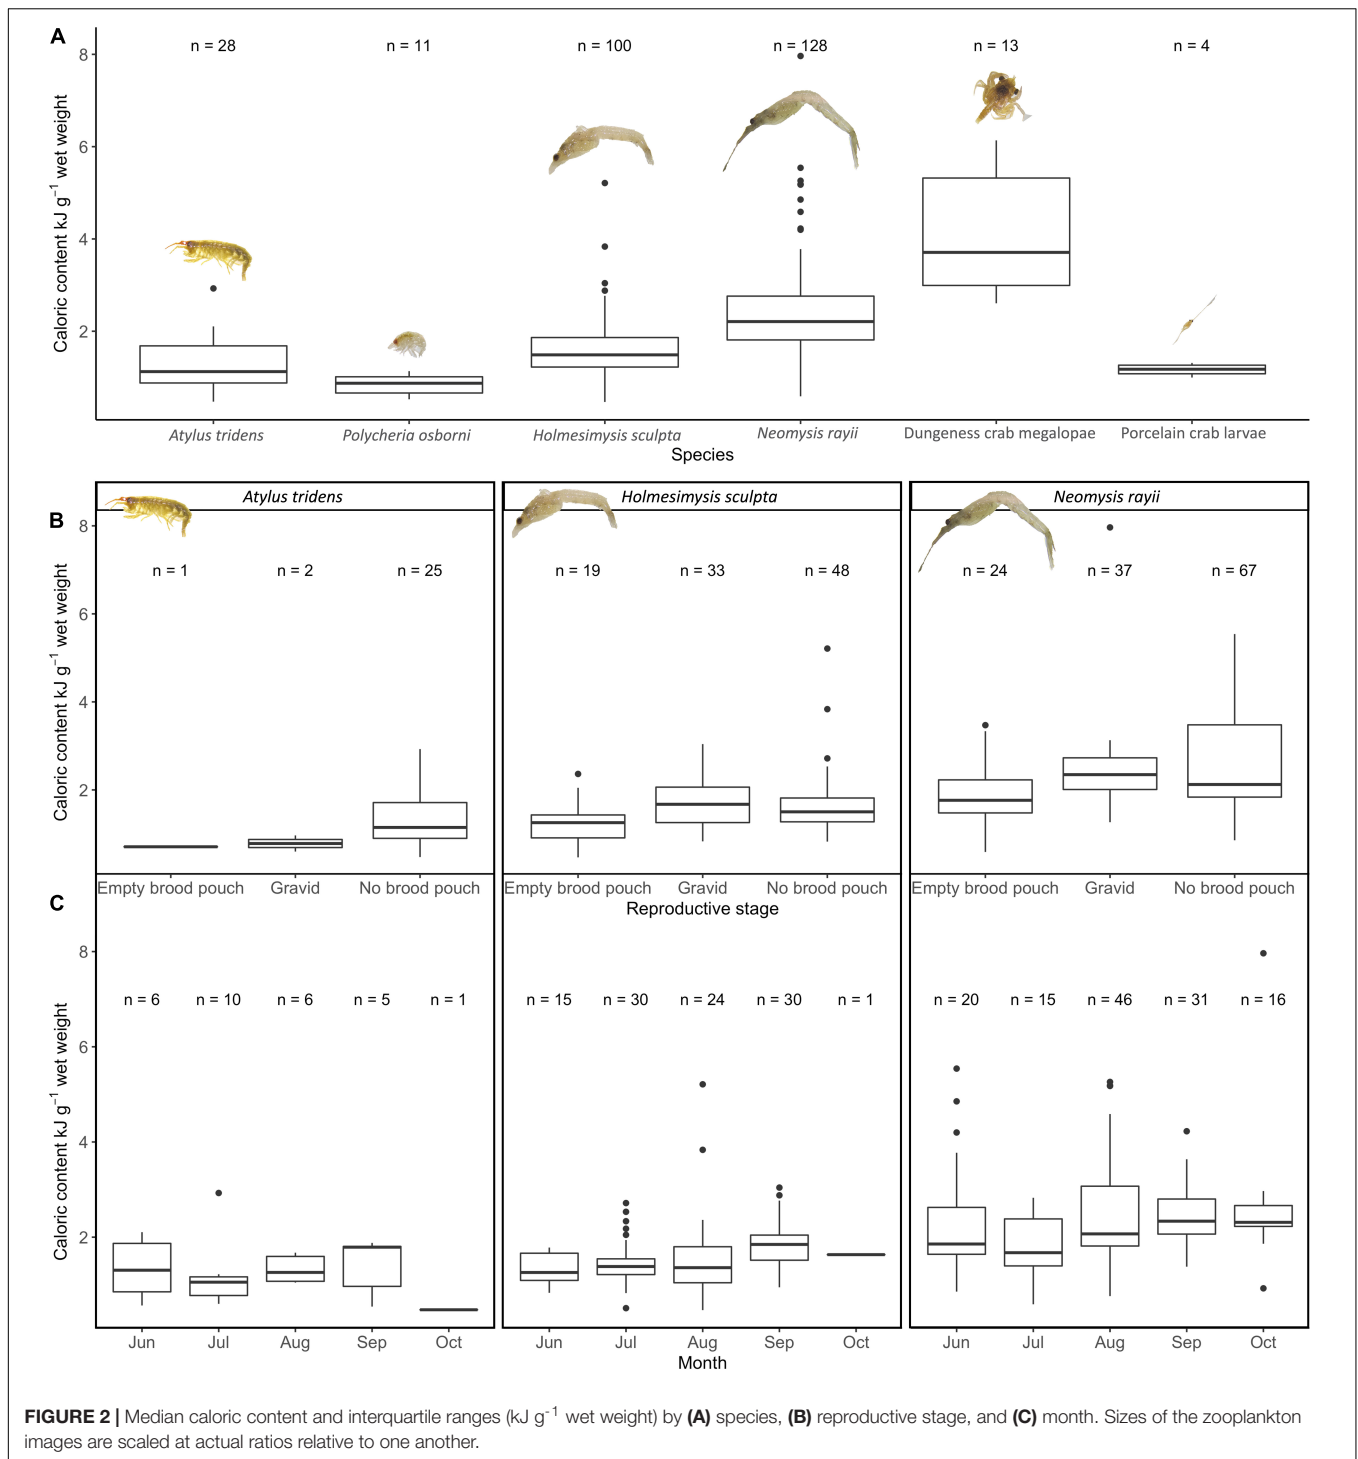 A
n = 28 n = 11 n = 100 n = 128 n = 13 n = 4
8
6
4
2
Caloric content kJ g⁻¹ wet weight
Atylus tridens Polycheria osborni Holmesimysis sculpta Neomysis rayii Dungeness crab megalopae Porcelain crab larvae
Species
Atylus tridens Holmesimysis sculpta Neomysis rayii
B
8
n = 1 n = 2 n = 25 n = 19 n = 33 n = 48 n = 24 n = 37 n = 67
6
4
2
Caloric content kJ g⁻¹ wet weight
Empty brood pouch Gravid No brood pouch Empty brood pouch Gravid No brood pouch Empty brood pouch Gravid No brood pouch
Reproductive stage
C
8
n = 6 n = 10 n = 6 n = 5 n = 1 n = 15 n = 30 n = 24 n = 30 n = 1 n = 20 n = 15 n = 46 n = 31 n = 16
6
4
2
Caloric content kJ g⁻¹ wet weight
Jun Jul Aug Sep Oct Jun Jul Aug Sep Oct Jun Jul Aug Sep Oct
Month
FIGURE 2 | Median caloric content and interquartile ranges (kJ g⁻¹ wet weight) by (A) species, (B) reproductive stage, and (C) month. Sizes of the zooplankton
images are scaled at actual ratios relative to one another.